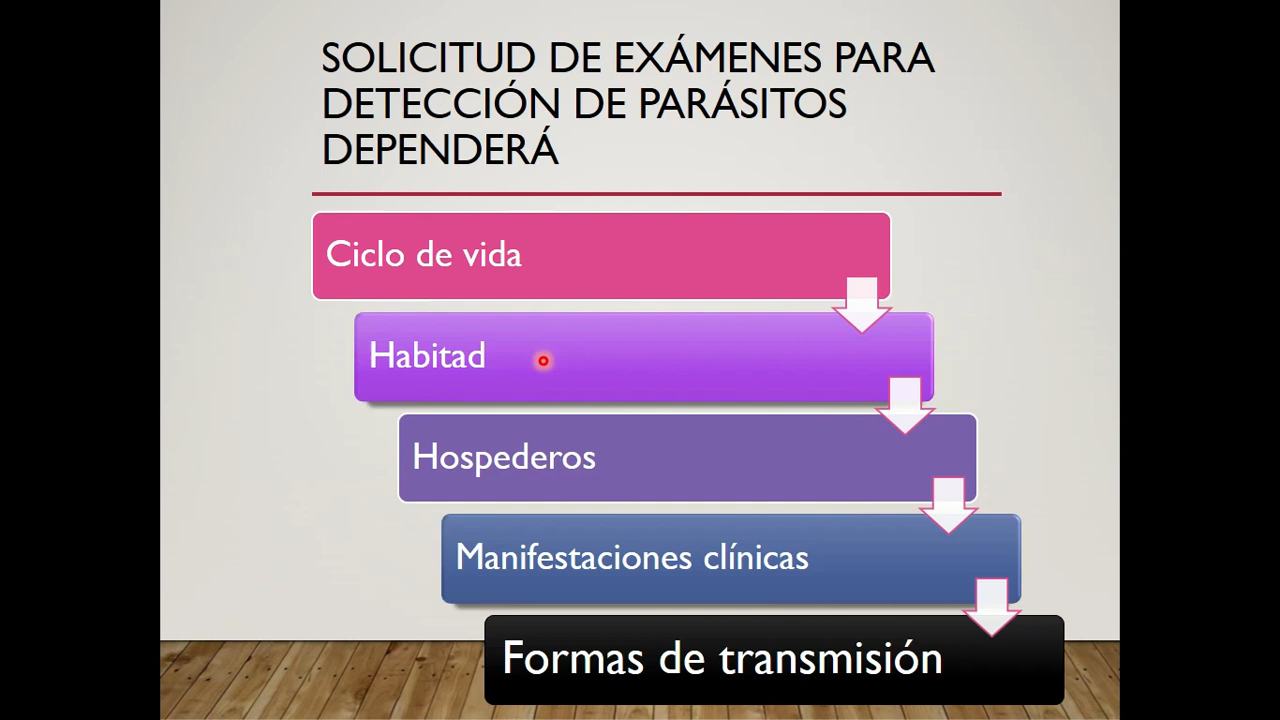 SOLICITUD DE EXÁMENES PARA
DETECCIÓN DE PARÁSITOS
DEPENDERÁ
Ciclo de vida
Habitad
Hospederos
Manifestaciones clínicas
Formas de transmisión